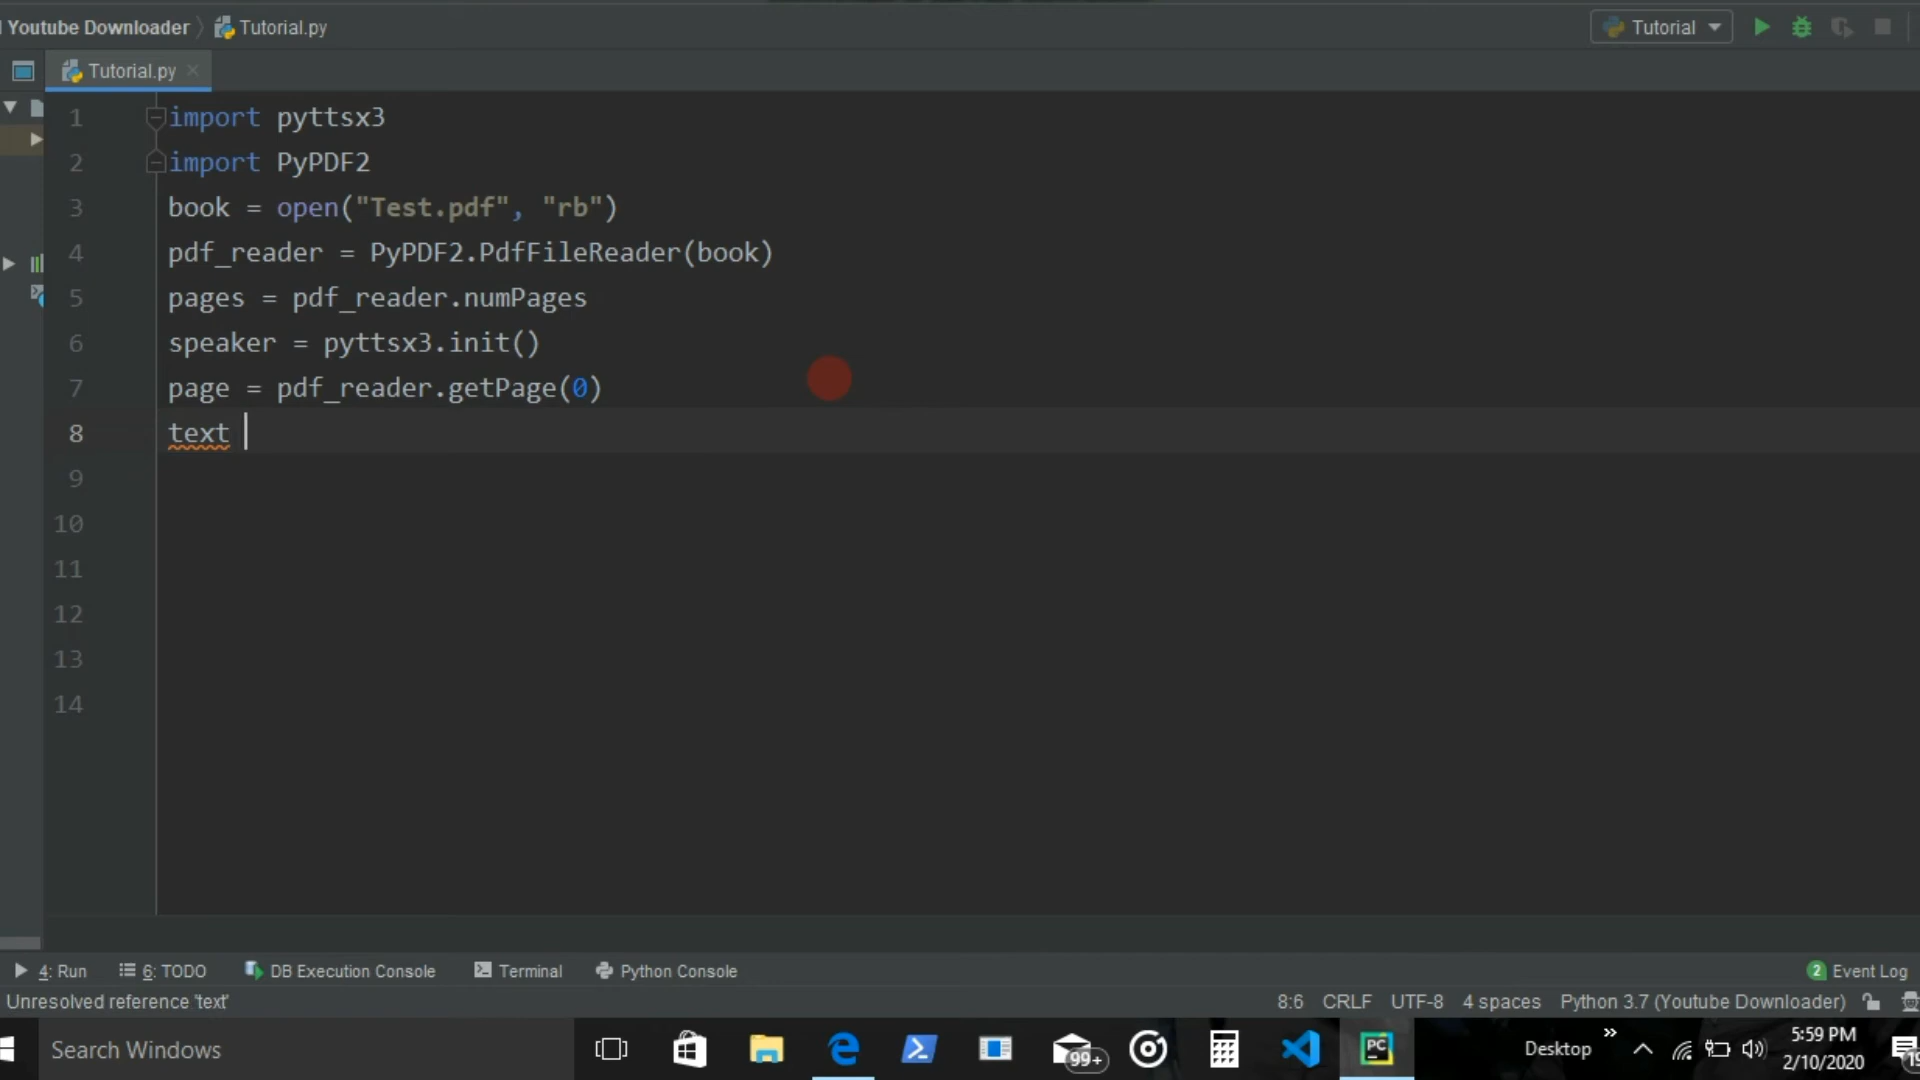 Youtube Downloader Tutorial.py Tutorial
Tutorial.py
1 import pyttsx3
2 import PyPDF2
3 book = open("Test.pdf", "rb")
4 pdf_reader = PyPDF2.PdfFileReader(book)
5 pages = pdf_reader.numPages
6 speaker = pyttsx3.init()
7 page = pdf_reader.getPage(0)
8 text
9
10
11
12
13
14
4: Run 6: TODO DB Execution Console Terminal Python Console 2 Event Log
Unresolved reference 'text' 8:6 CRLF UTF-8 4 spaces Python 3.7 (Youtube Downloader)
Search Windows 99+ PC Desktop 5:59 PM
2/10/2020